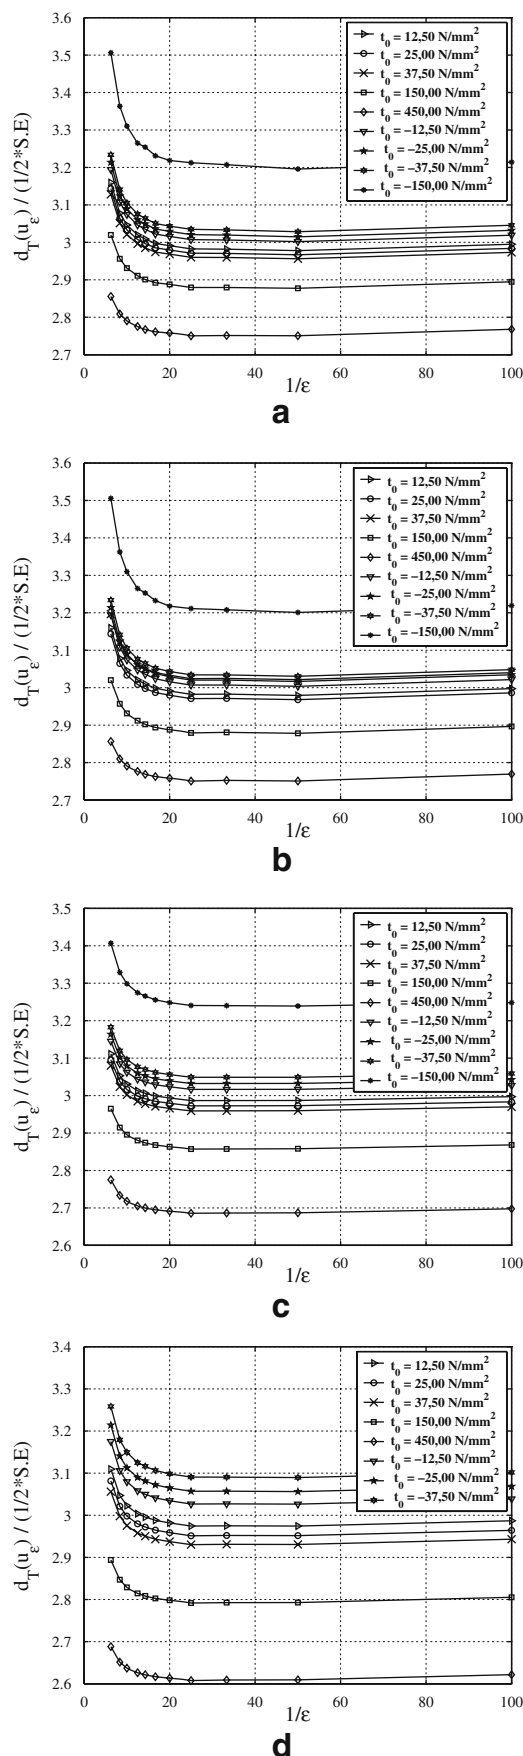 3.6
3.5
3.4
3.3
3.2
3.1
3
2.9
2.8
2.7
0 20 40 60 80 100
d_T(u_ε) / (1/2*S.E)
1/ε
t_0 = 12,50 N/mm^2
t_0 = 25,00 N/mm^2
t_0 = 37,50 N/mm^2
t_0 = 150,00 N/mm^2
t_0 = 450,00 N/mm^2
t_0 = −12,50 N/mm^2
t_0 = −25,00 N/mm^2
t_0 = −37,50 N/mm^2
t_0 = −150,00 N/mm^2
a
3.6
3.5
3.4
3.3
3.2
3.1
3
2.9
2.8
2.7
0 20 40 60 80 100
d_T(u_ε) / (1/2*S.E)
1/ε
t_0 = 12,50 N/mm^2
t_0 = 25,00 N/mm^2
t_0 = 37,50 N/mm^2
t_0 = 150,00 N/mm^2
t_0 = 450,00 N/mm^2
t_0 = −12,50 N/mm^2
t_0 = −25,00 N/mm^2
t_0 = −37,50 N/mm^2
t_0 = −150,00 N/mm^2
b
3.5
3.4
3.3
3.2
3.1
3
2.9
2.8
2.7
2.6
0 20 40 60 80 100
d_T(u_ε) / (1/2*S.E)
1/ε
t_0 = 12,50 N/mm^2
t_0 = 25,00 N/mm^2
t_0 = 37,50 N/mm^2
t_0 = 150,00 N/mm^2
t_0 = 450,00 N/mm^2
t_0 = −12,50 N/mm^2
t_0 = −25,00 N/mm^2
t_0 = −37,50 N/mm^2
t_0 = −150,00 N/mm^2
c
3.4
3.3
3.2
3.1
3
2.9
2.8
2.7
2.6
0 20 40 60 80 100
d_T(u_ε) / (1/2*S.E)
1/ε
t_0 = 12,50 N/mm^2
t_0 = 25,00 N/mm^2
t_0 = 37,50 N/mm^2
t_0 = 150,00 N/mm^2
t_0 = 450,00 N/mm^2
t_0 = −12,50 N/mm^2
t_0 = −25,00 N/mm^2
t_0 = −37,50 N/mm^2
d